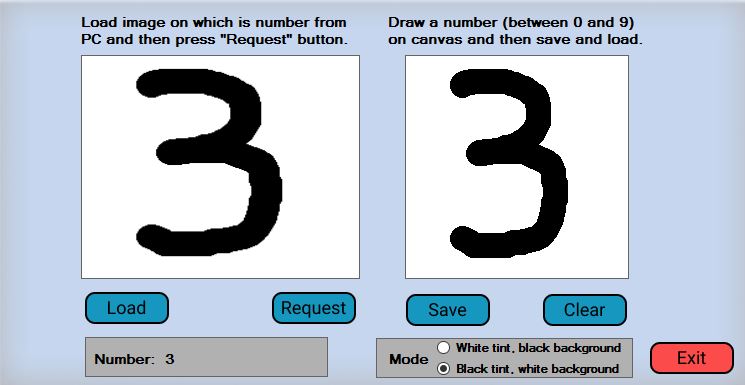 Load image on which is number from
PC and then press "Request" button.
Draw a number (between 0 and 9)
on canvas and then save and load.
3
3
Load
Request
Save
Clear
Number: 3
Mode
White tint, black background
Black tint, white background
Exit